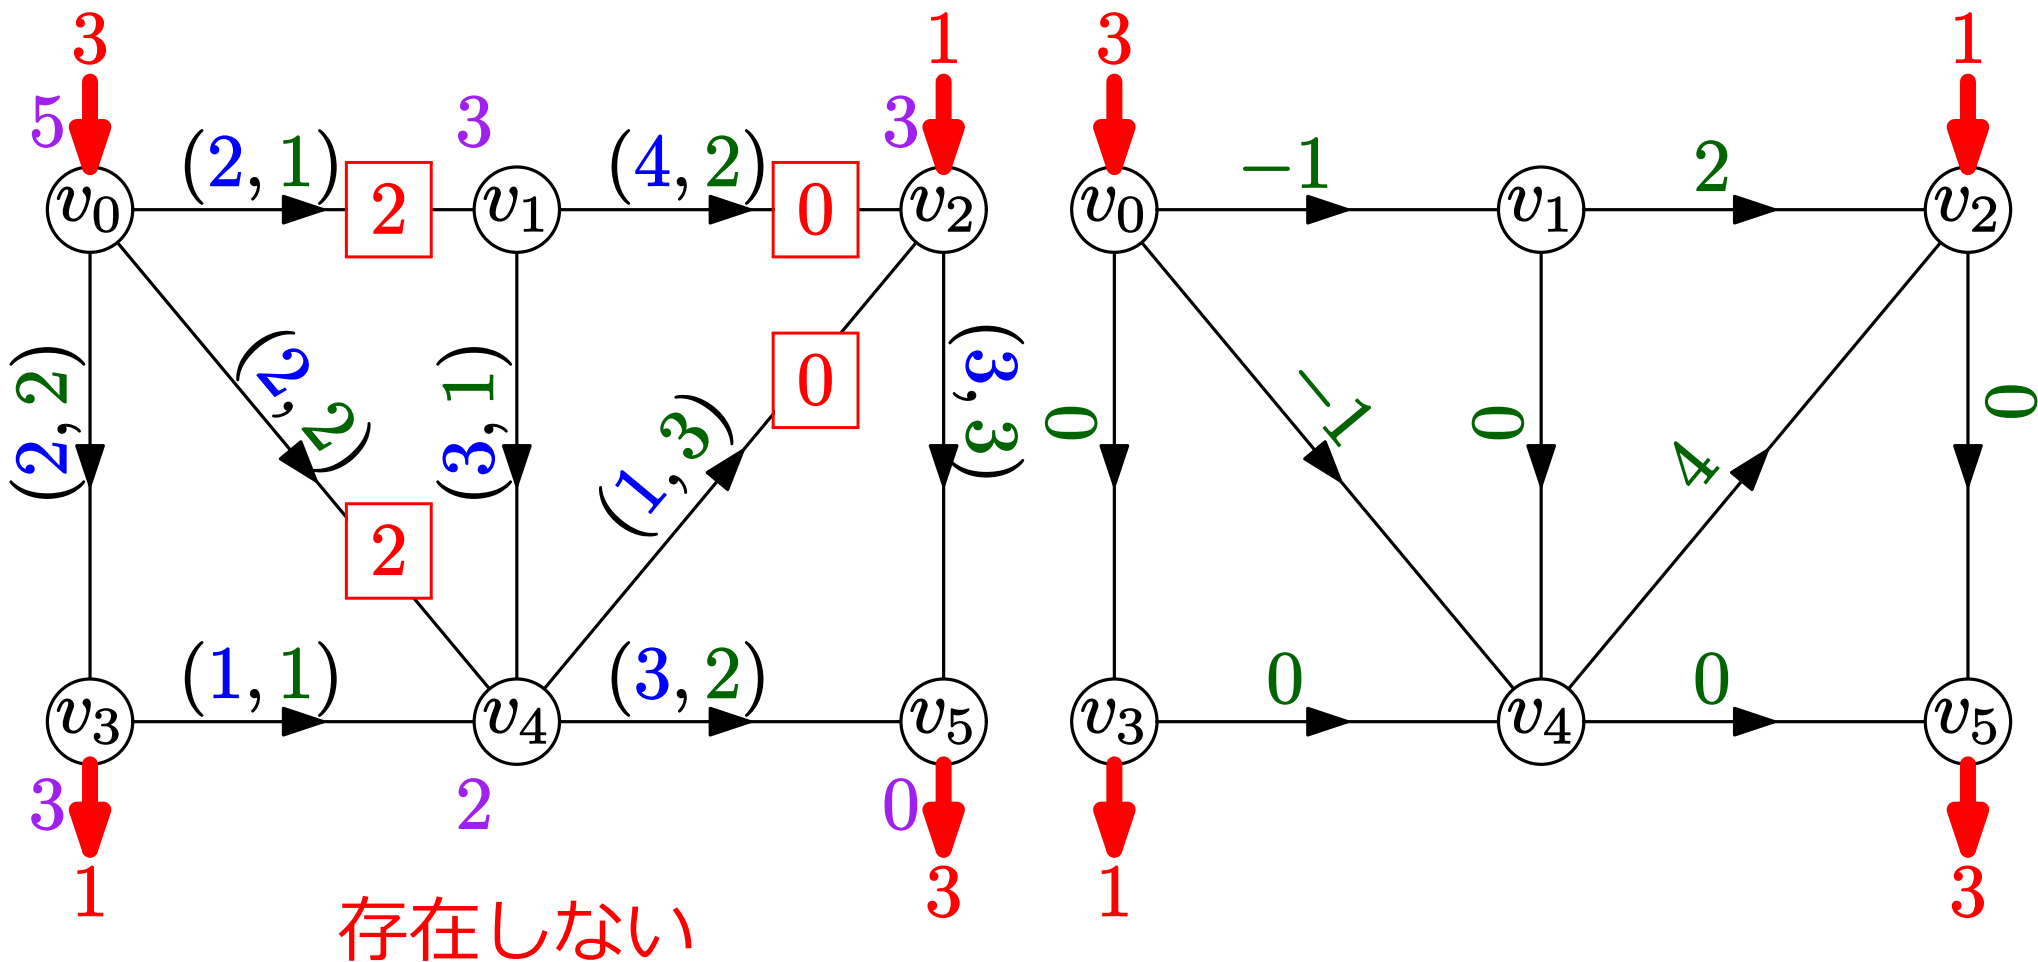 3 1 3 1
5 3 3
(2, 1) (4, 2) −1 2
v0 2 v1 0 v2 v0 v1 v2
(2, 2) (2, 2) (3, 1) (1, 3) 0 (3, 3) 0 −1 0 4 0
2
(1, 1) (3, 2) 0 0
v3 v4 v5 v3 v4 v5
3 2 0
1 3 1 3
存在しない